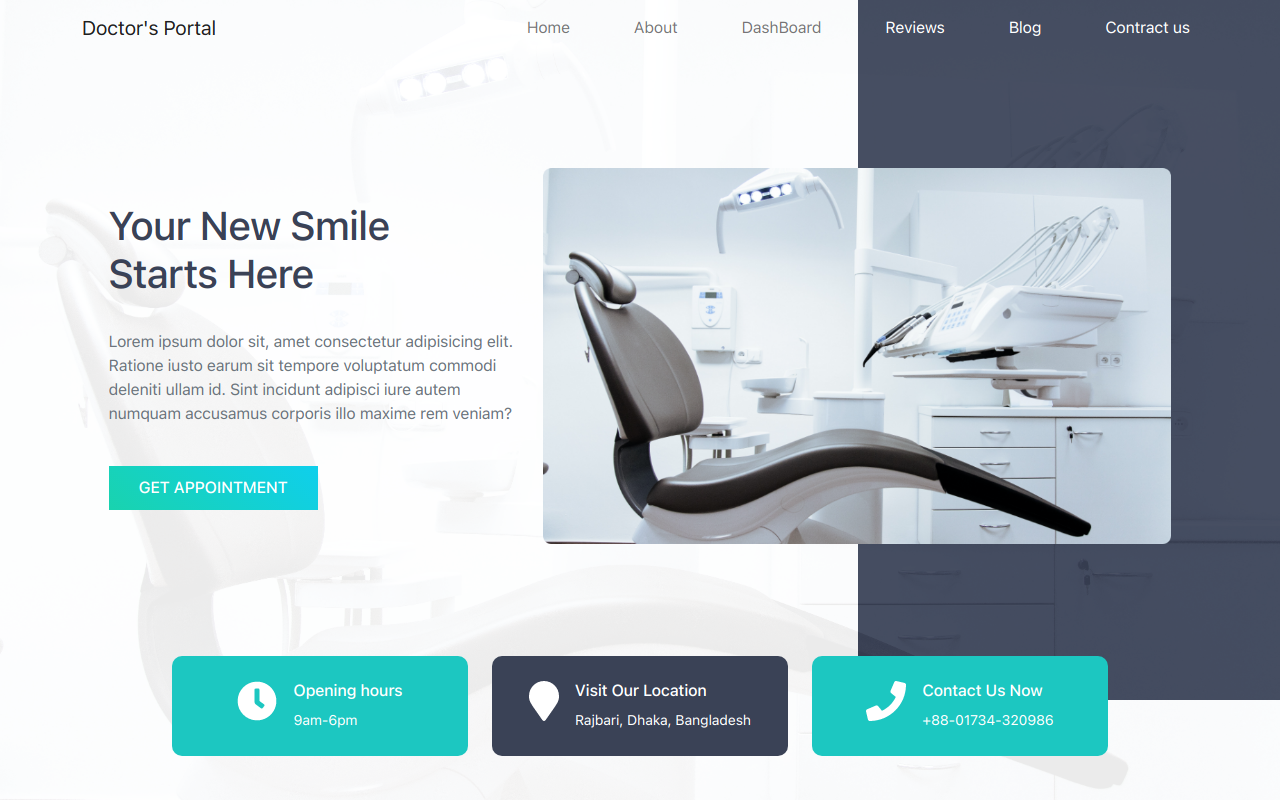 Doctor's Portal
Home
About
DashBoard
Reviews
Blog
Contract us
Your New Smile
Starts Here
Lorem ipsum dolor sit, amet consectetur adipisicing elit.
Ratione iusto earum sit tempore voluptatum commodi
deleniti ullam id. Sint incidunt adipisci iure autem
numquam accusamus corporis illo maxime rem veniam?
GET APPOINTMENT
Opening hours
9am-6pm
Visit Our Location
Rajbari, Dhaka, Bangladesh
Contact Us Now
+88-01734-320986